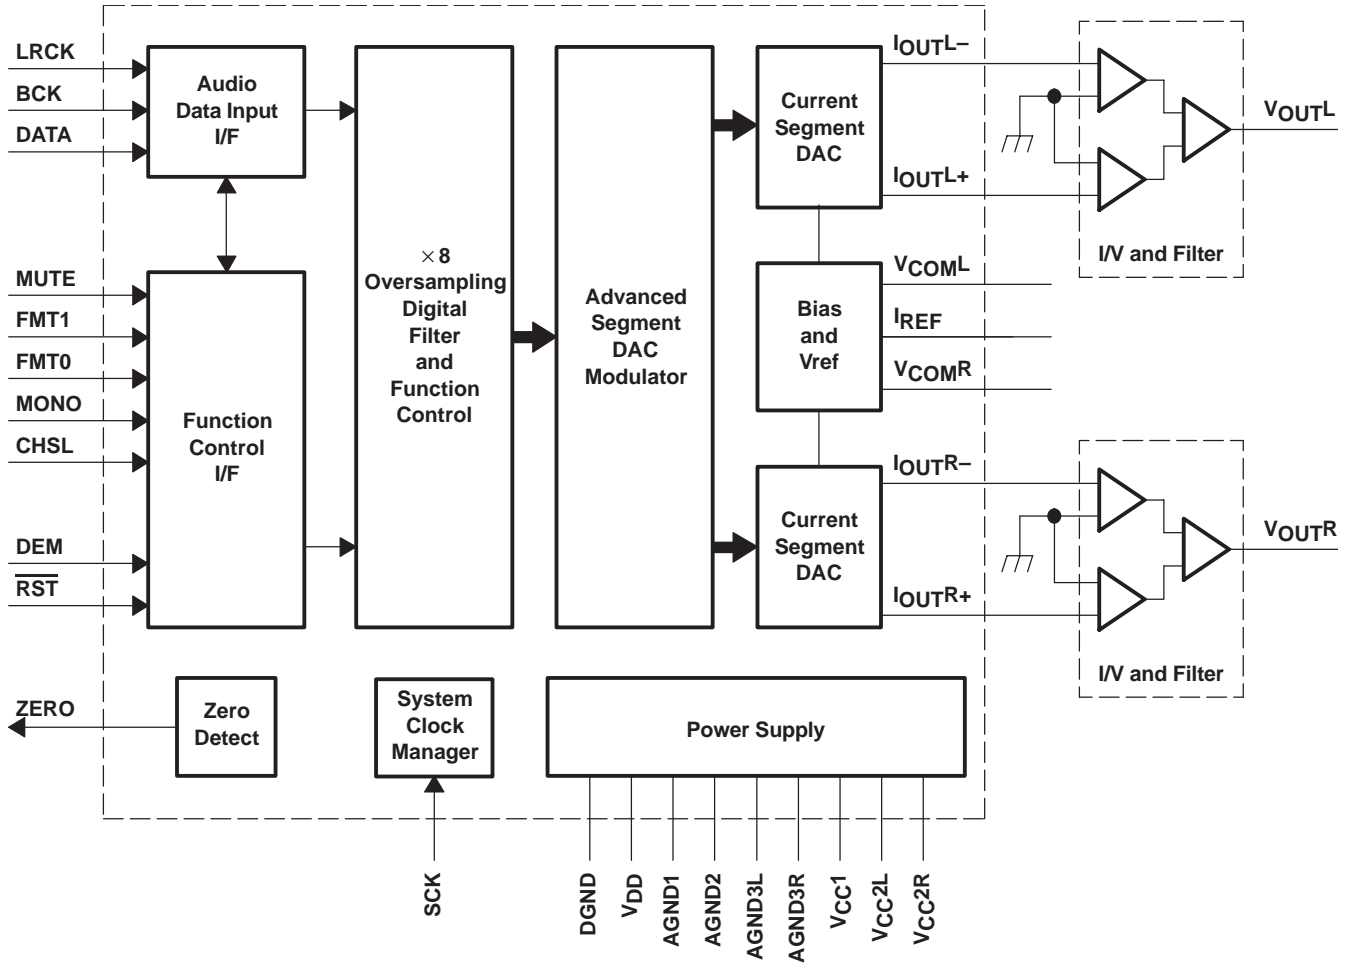 LRCK
BCK
DATA
Audio
Data Input
I/F
MUTE
FMT1
FMT0
MONO
CHSL
DEM
RST
Function
Control
I/F
× 8
Oversampling
Digital
Filter
and
Function
Control
Advanced
Segment
DAC
Modulator
Current
Segment
DAC
Bias
and
Vref
Current
Segment
DAC
IOUTL–
IOUTL+
VCOML
IREF
VCOMR
IOUTR–
IOUTR+
VOUTL
I/V and Filter
VOUTR
I/V and Filter
ZERO
Zero
Detect
System
Clock
Manager
Power Supply
SCK
DGND
VDD
AGND1
AGND2
AGND3L
AGND3R
VCC1
VCC2L
VCC2R